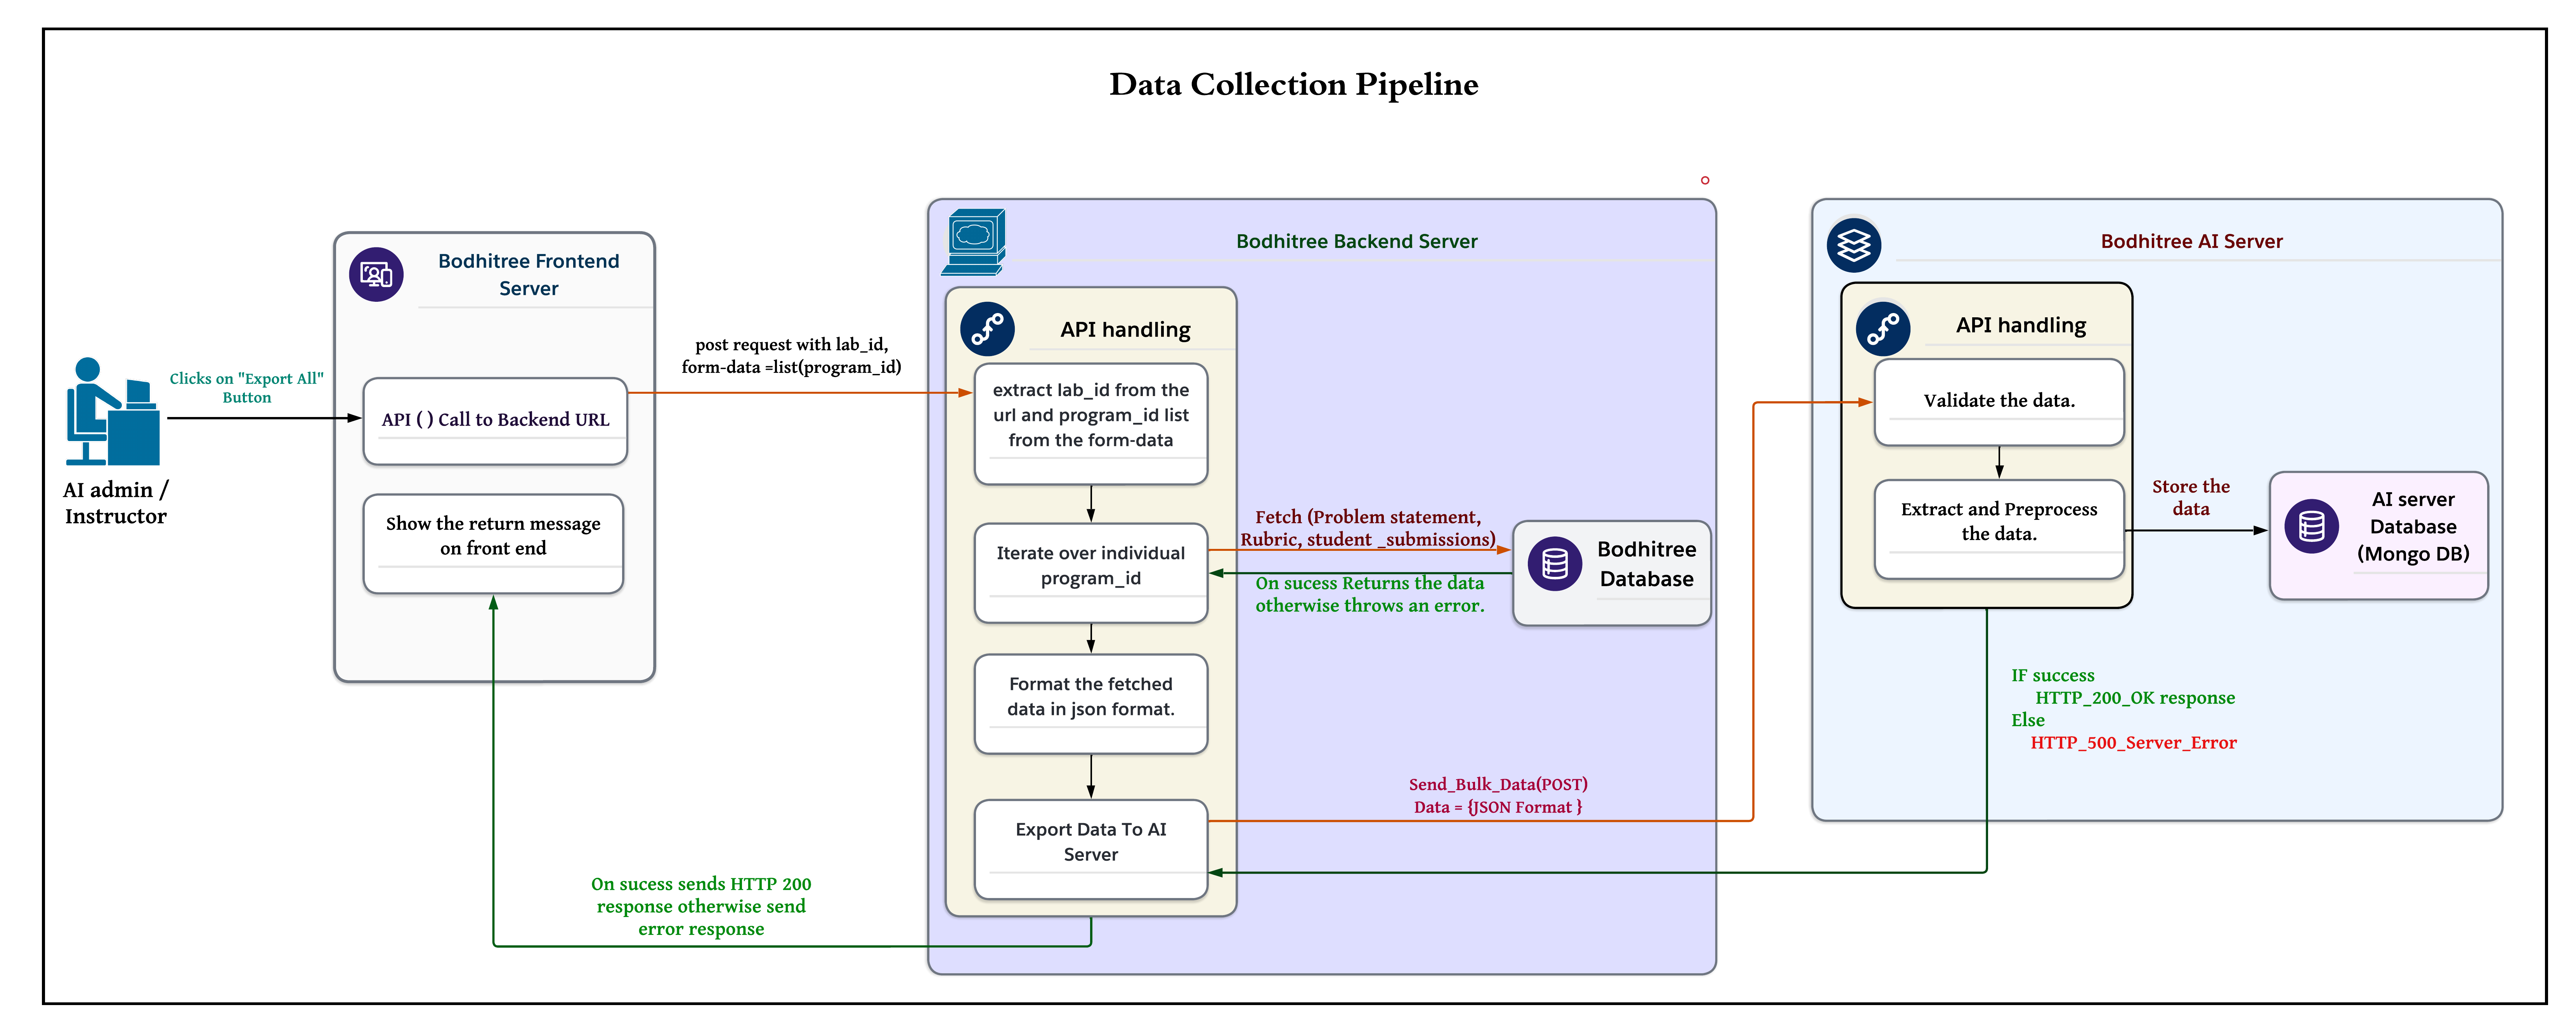 Data Collection Pipeline
Clicks on "Export All"
Button
AI admin /
Instructor
Bodhitree Frontend
Server
API ( ) Call to Backend URL
Show the return message
on front end
post request with lab_id,
form-data =list(program_id)
Bodhitree Backend Server
API handling
extract lab_id from the
url and program_id list
from the form-data
Iterate over individual
program_id
Format the fetched
data in json format.
Export Data To AI
Server
Fetch (Problem statement,
Rubric, student _submissions)
On sucess Returns the data
otherwise throws an error.
Bodhitree
Database
Send_Bulk_Data(POST)
Data = {JSON Format }
On sucess sends HTTP 200
response otherwise send
error response
Bodhitree AI Server
API handling
Validate the data.
Extract and Preprocess
the data.
Store the
data
AI server
Database
(Mongo DB)
IF success
HTTP_200_OK response
Else
HTTP_500_Server_Error